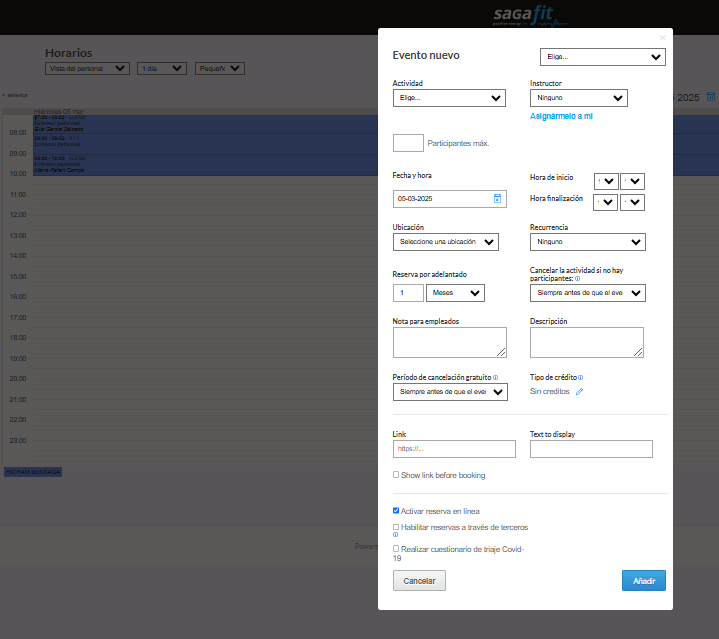 sagafit
Horarios
Vista del personal
1 día
Pequeño
« anterior
2025
miércoles 05 mar
Eva García Salcedo
08:00
09:00
10:00
11:00
12:00
13:00
14:00
15:00
16:00
17:00
18:00
19:00
20:00
21:00
22:00
23:00
Powere
×
Evento nuevo
Elige...
Actividad
Instructor
Elige...
Ninguno
Asignármelo a mí
Participantes máx.
Fecha y hora
Hora de inicio
05-03-2025
Hora finalización
Ubicación
Recurrencia
Seleccione una ubicación
Ninguno
Reserva por adelantado
Cancelar la actividad si no hay
participantes:
1
Meses
Siempre antes de que el eve
Nota para empleados
Descripción
Período de cancelación gratuito
Tipo de crédito
Siempre antes de que el even
Sin creditos
Link
Text to display
https://...
Show link before booking
Activar reserva en línea
Habilitar reservas a través de terceros
Realizar cuestionario de triaje Covid-
19
Cancelar
Añadir